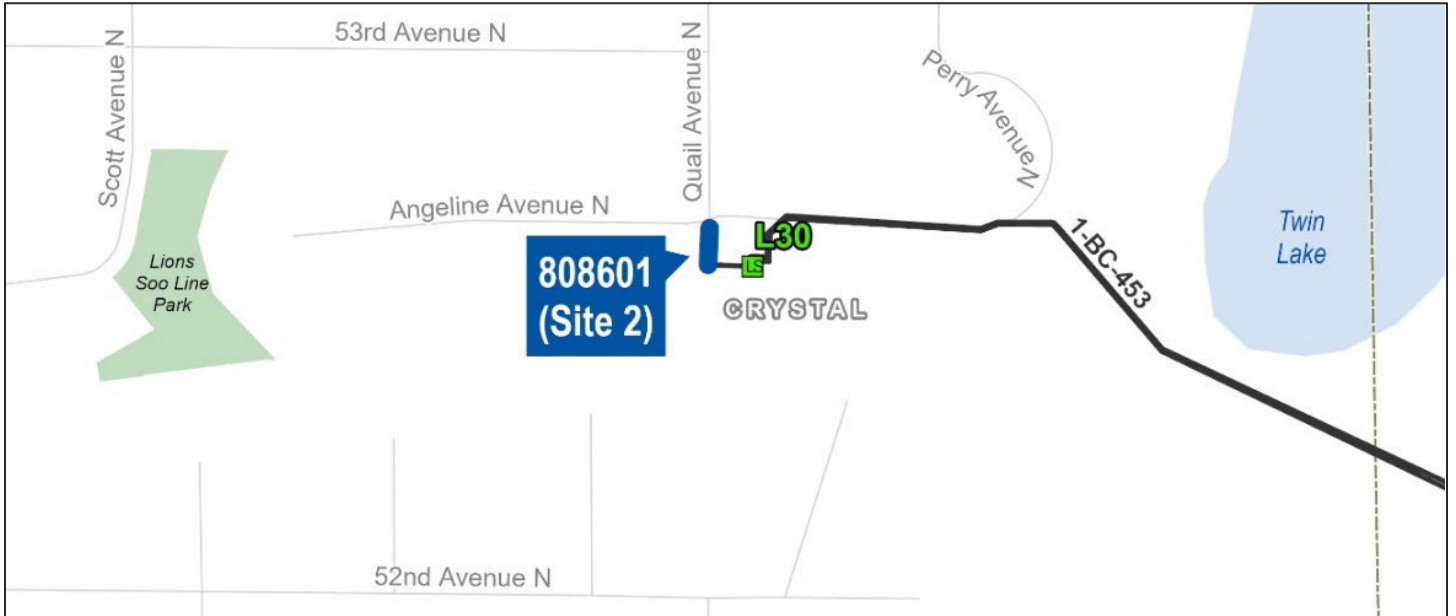 53rd Avenue N
Scott Avenue N
Quail Avenue N
Perry Avenue N
Angeline Avenue N
L30
LS
1-BC-453
Twin
Lake
Lions
Soo Line
Park
808601
(Site 2)
CRYSTAL
52nd Avenue N